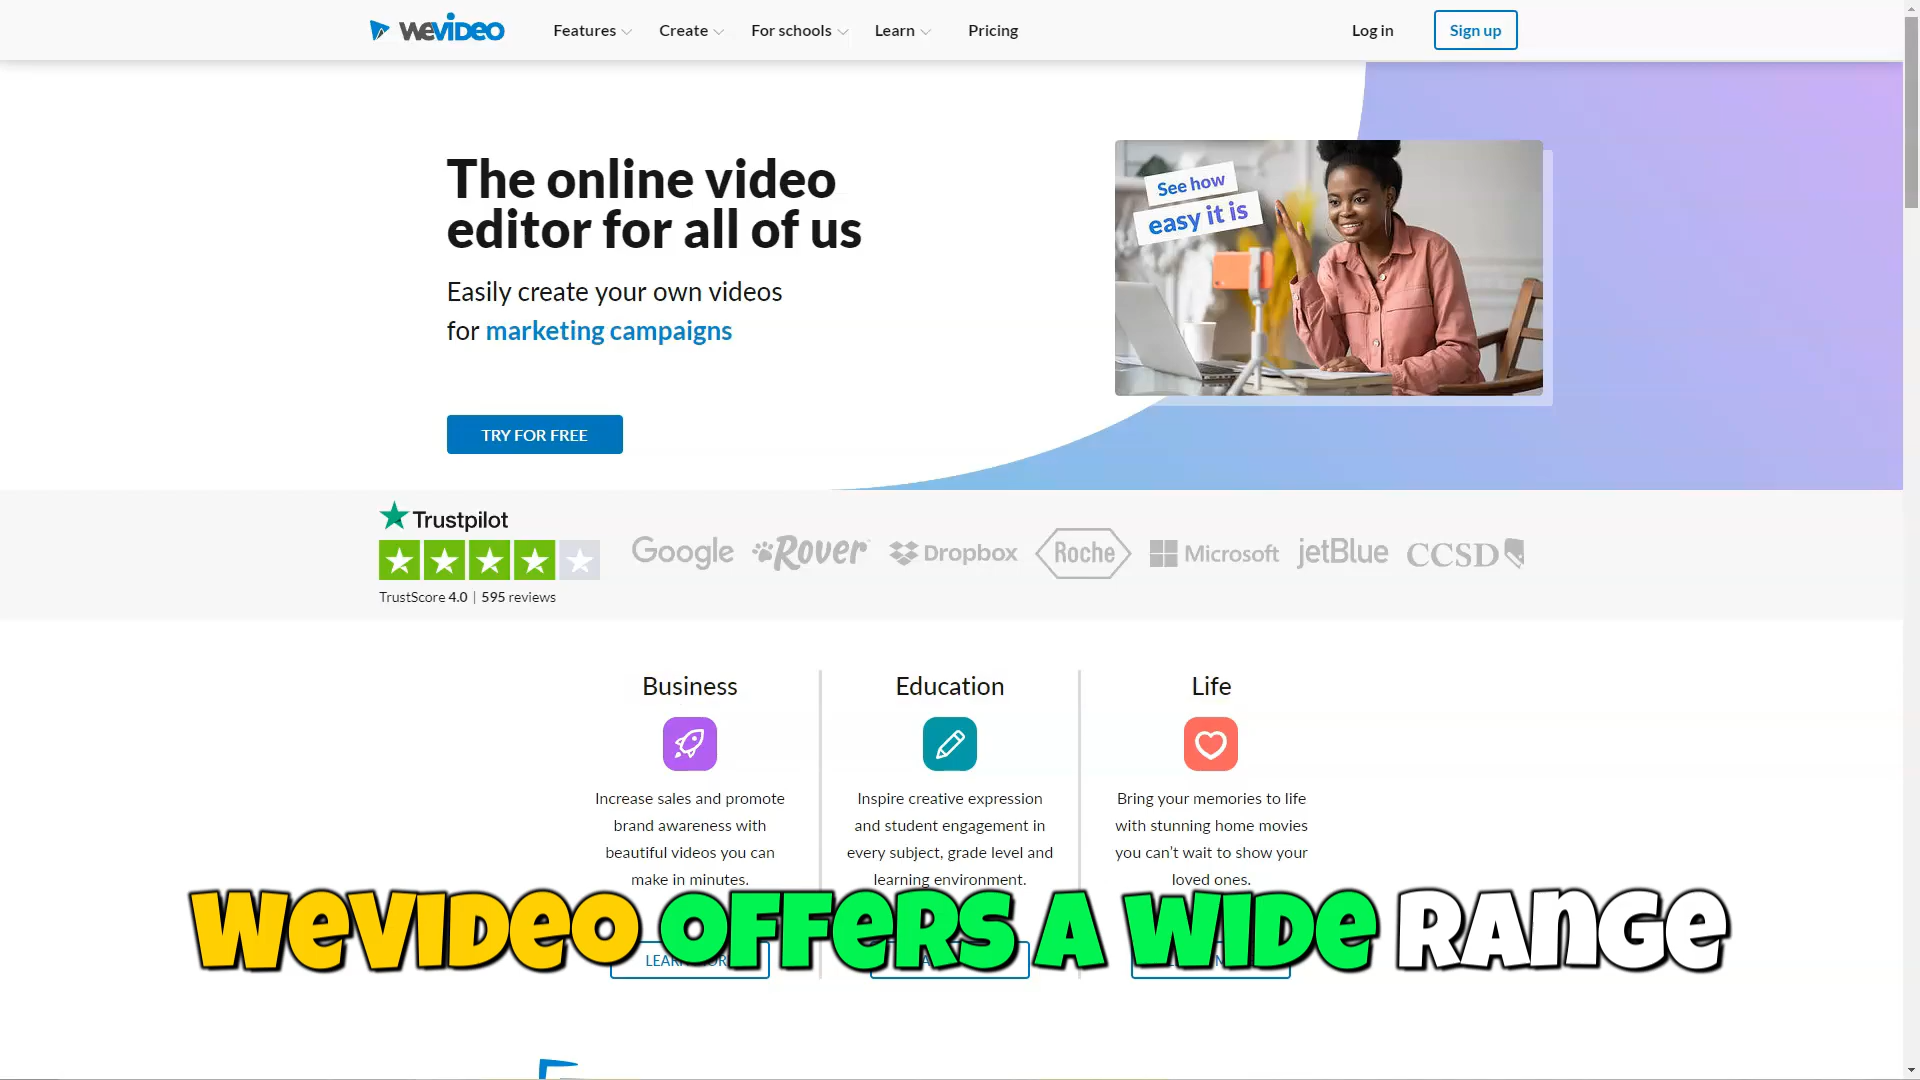 WEVIDEO
Features
Create
For schools
Learn
Pricing
Log in
Sign up
The online video
editor for all of us
Easily create your own videos
for marketing campaigns
TRY FOR FREE
See how
easy it is
Trustpilot
TrustScore 4.0 | 595 reviews
Google
Rover
Dropbox
Roche
Microsoft
jetBlue
CCSD
Business
Increase sales and promote
brand awareness with
beautiful videos you can
make in minutes.
Education
Inspire creative expression
and student engagement in
every subject, grade level and
learning environment.
Life
Bring your memories to life
with stunning home movies
you can't wait to show your
loved ones.
WEVIDEO OFFERS A WIDE RANGE